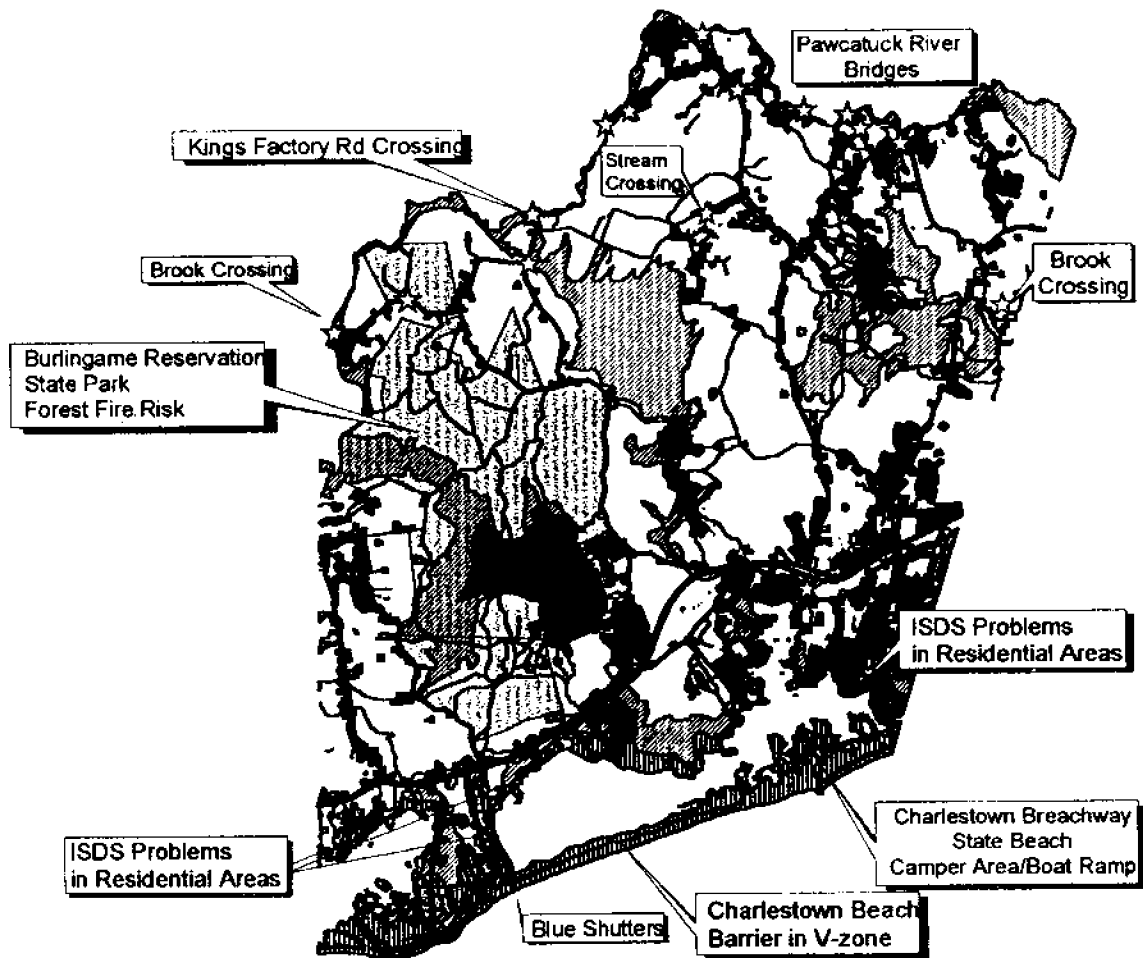 Pawcatuck River
Bridges
Kings Factory Rd Crossing
Stream
Crossing
Brook Crossing
Brook
Crossing
Burlingame Reservation
State Park
Forest Fire Risk
ISDS Problems
in Residential Areas
ISDS Problems
in Residential Areas
Charlestown Breachway
State Beach
Camper Area/Boat Ramp
Blue Shutters
Charlestown Beach
Barrier in V-zone